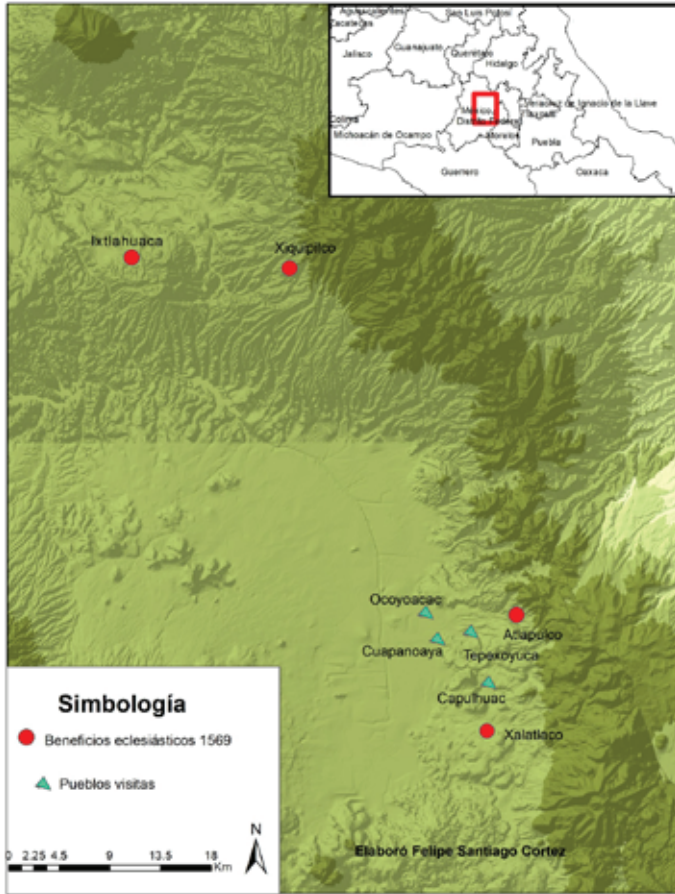 Aguascalientes
San Luis Potosí
Zacatecas
Jalisco
Guanajuato
Querétaro
Hidalgo
México
Veracruz de Ignacio de la Llave
Colima
Michoacán de Ocampo
Morelos
Puebla
Guerrero
Oaxaca
Ixtlahuaca
Xiquipilco
Ocoyoacac
Atlapulco
Cuapanoaya
Tepexoyuca
Capulhuac
Xalatlaco
Simbología
Beneficios eclesiásticos 1569
Pueblos visitas
N
0 2.25 4.5 9 13.5 18
Km
Elaboró Felipe Santiago Cortez